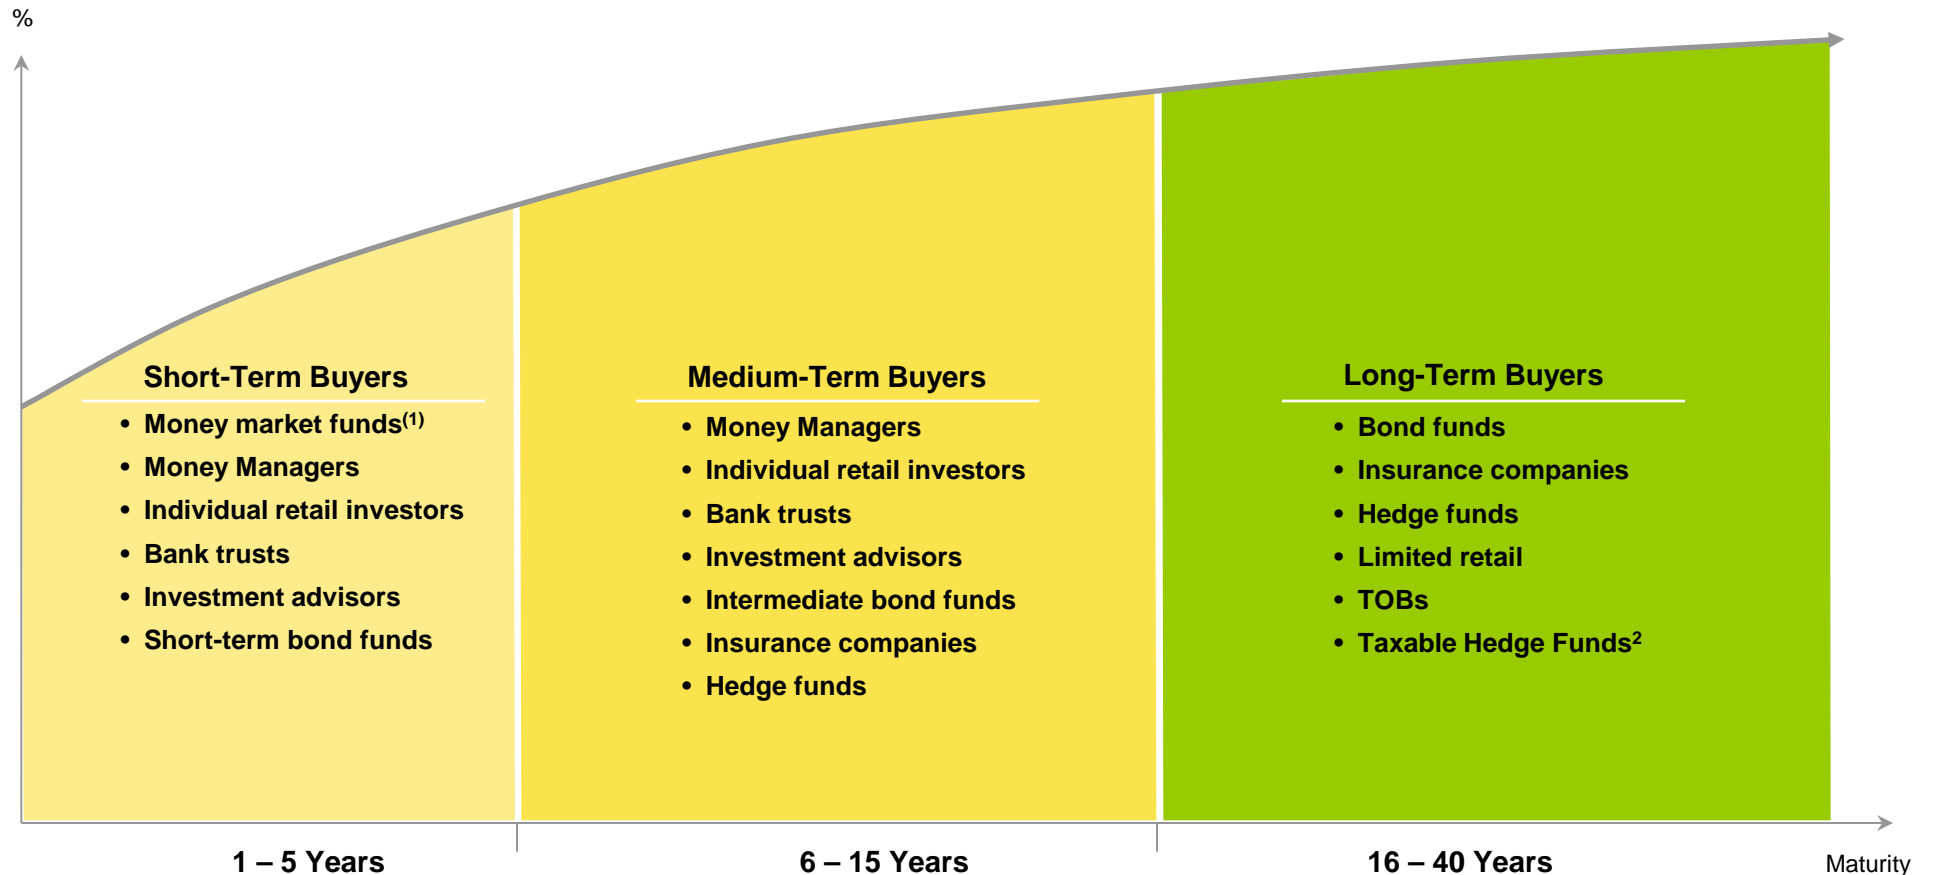 %
Short-Term Buyers
• Money market funds(1)
• Money Managers
• Individual retail investors
• Bank trusts
• Investment advisors
• Short-term bond funds
Medium-Term Buyers
• Money Managers
• Individual retail investors
• Bank trusts
• Investment advisors
• Intermediate bond funds
• Insurance companies
• Hedge funds
Long-Term Buyers
• Bond funds
• Insurance companies
• Hedge funds
• Limited retail
• TOBs
• Taxable Hedge Funds2
1 – 5 Years
6 – 15 Years
16 – 40 Years
Maturity